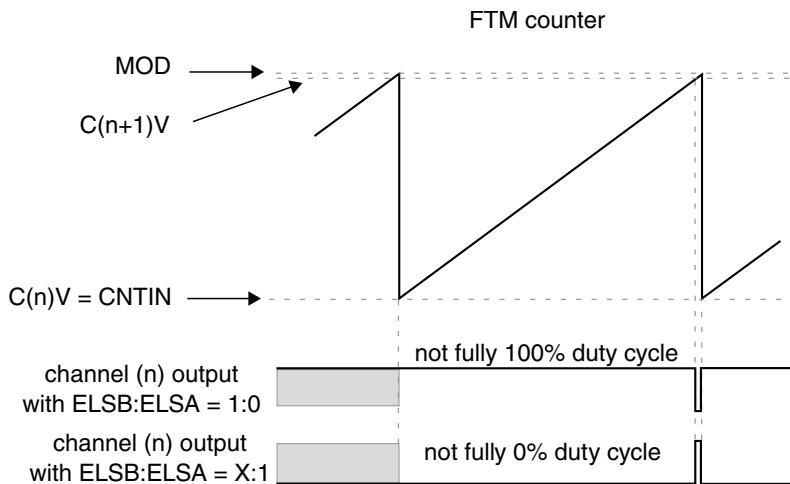 FTM counter
MOD
C(n+1)V
C(n)V = CNTIN
not fully 100% duty cycle
channel (n) output
with ELSB:ELSA = 1:0
channel (n) output
with ELSB:ELSA = X:1
not fully 0% duty cycle